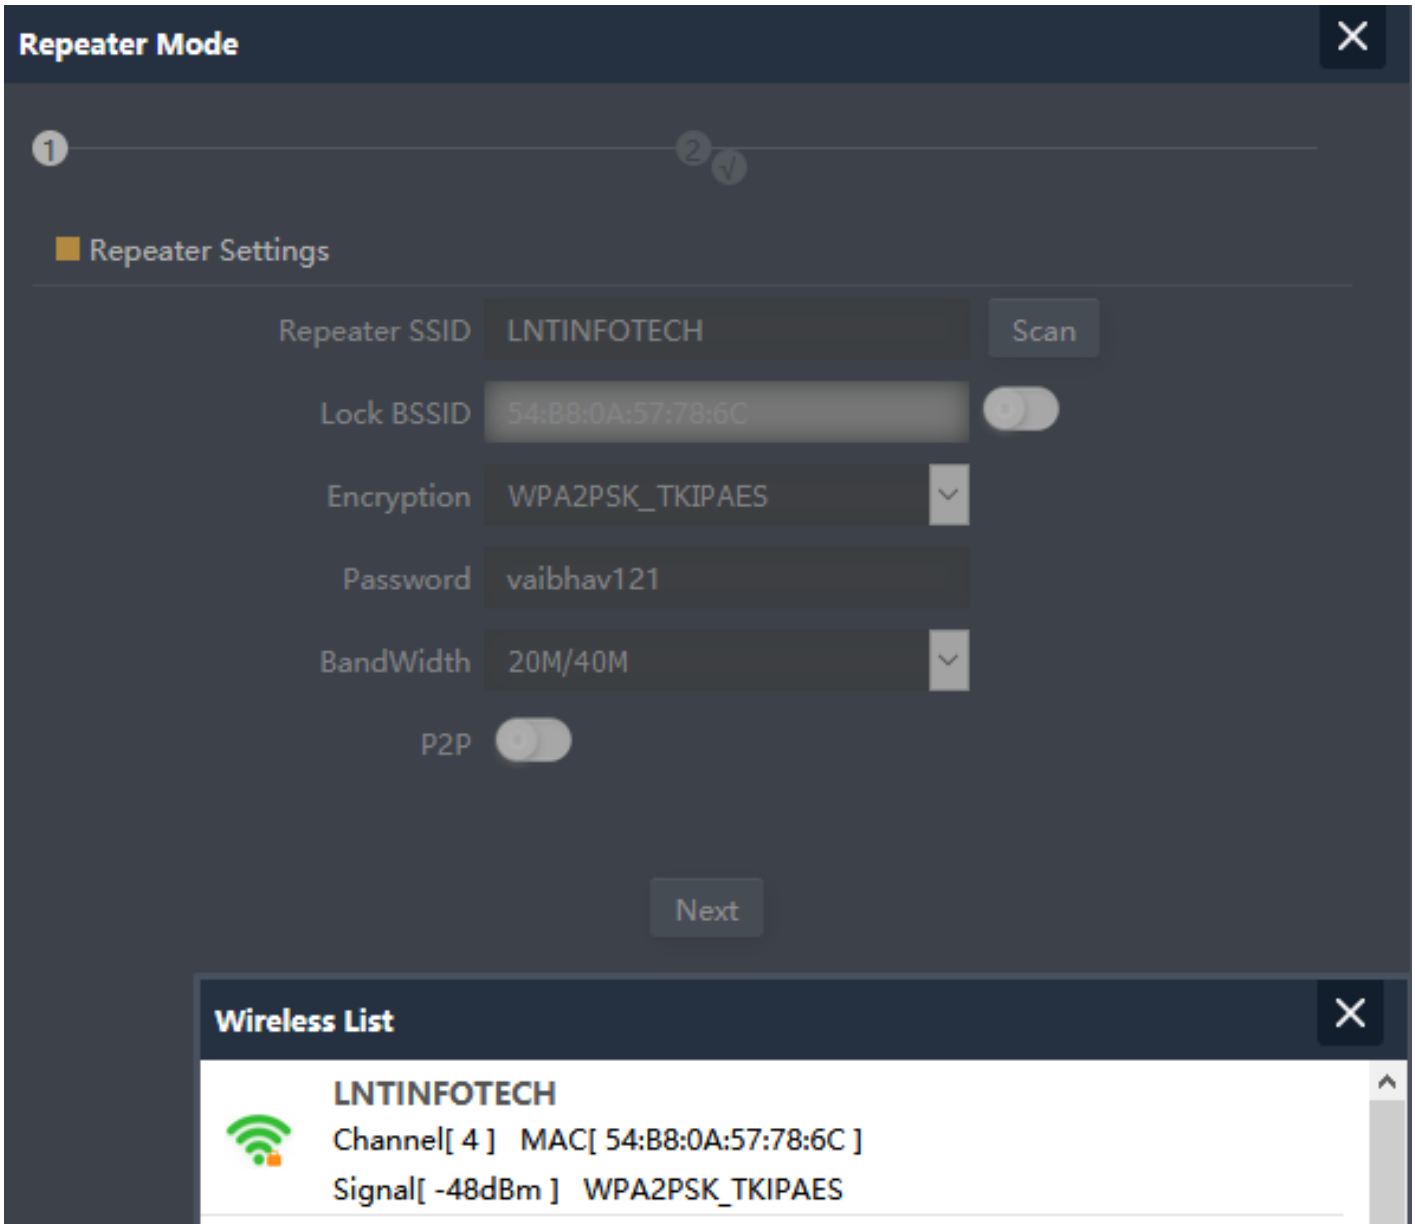 Repeater Mode
1
2
√
Repeater Settings
Repeater SSID LNTINFOTECH Scan
Lock BSSID 54:B8:0A:57:78:6C
Encryption WPA2PSK_TKIPAES
Password vaibhav121
BandWidth 20M/40M
P2P
Next
Wireless List
LNTINFOTECH
Channel[ 4 ] MAC[ 54:B8:0A:57:78:6C ]
Signal[ -48dBm ] WPA2PSK_TKIPAES